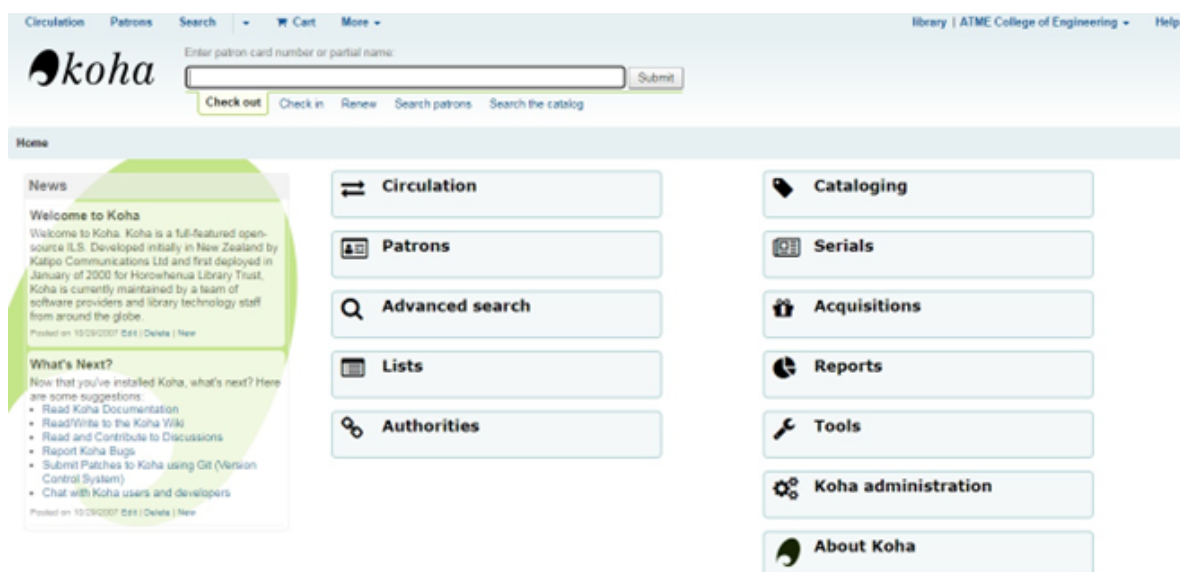 Circulation Patrons Search Cart More library | ATME College of Engineering Help
koha
Enter patron card number or partial name:
Submit
Check out Check in Renew Search patrons Search the catalog
Home
News
Welcome to Koha
Welcome to Koha. Koha is a full-featured open-
source ILS. Developed initially in New Zealand by
Katipo Communications Ltd and first deployed in
January of 2000 for Horowhenua Library Trust,
Koha is currently maintained by a team of
software providers and library technology staff
from around the globe.
Posted on 10/29/2007 Edit | Delete | New
What's Next?
Now that you've installed Koha, what's next? Here
are some suggestions:
• Read Koha Documentation
• Read/Write to the Koha Wiki
• Read and Contribute to Discussions
• Report Koha Bugs
• Submit Patches to Koha using Git (Version
Control System)
• Chat with Koha users and developers
Posted on 10/29/2007 Edit | Delete | New
Circulation
Patrons
Advanced search
Lists
Authorities
Cataloging
Serials
Acquisitions
Reports
Tools
Koha administration
About Koha